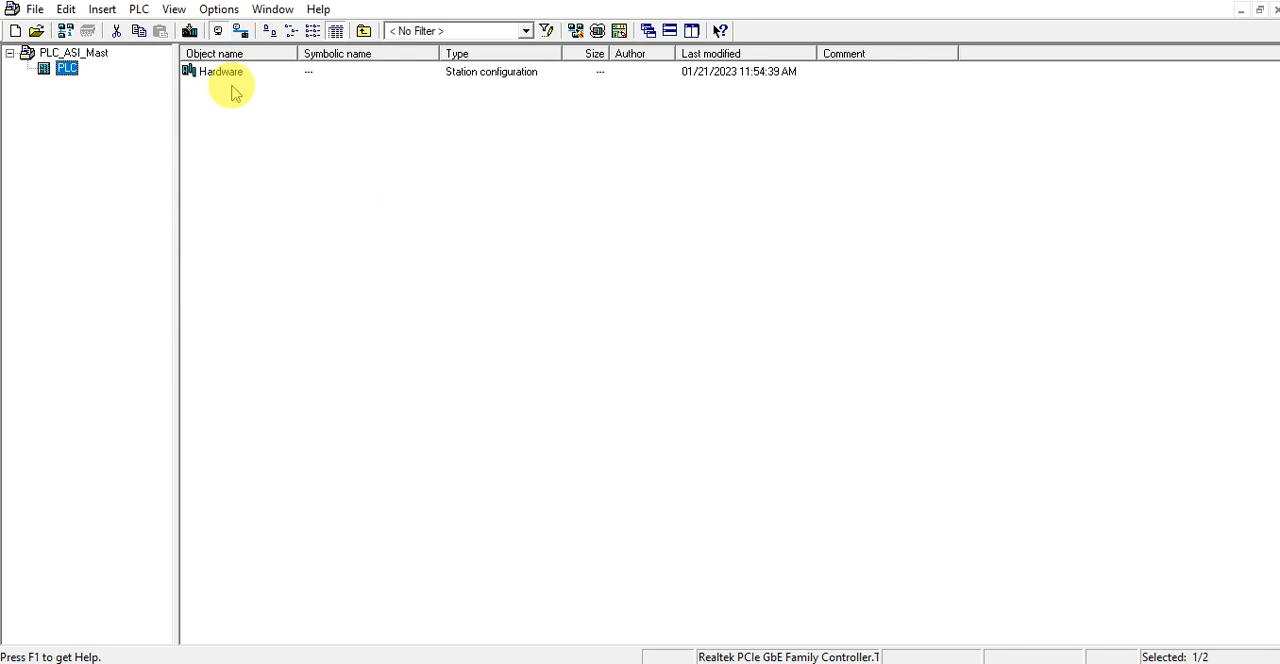 File Edit Insert PLC View Options Window Help
< No Filter >
PLC_ASI_Mast
PLC
Object name Symbolic name Type Size Author Last modified Comment
Hardware --- Station configuration --- 01/21/2023 11:54:39 AM
Press F1 to get Help. Realtek PCIe GbE Family Controller.T Selected: 1/2